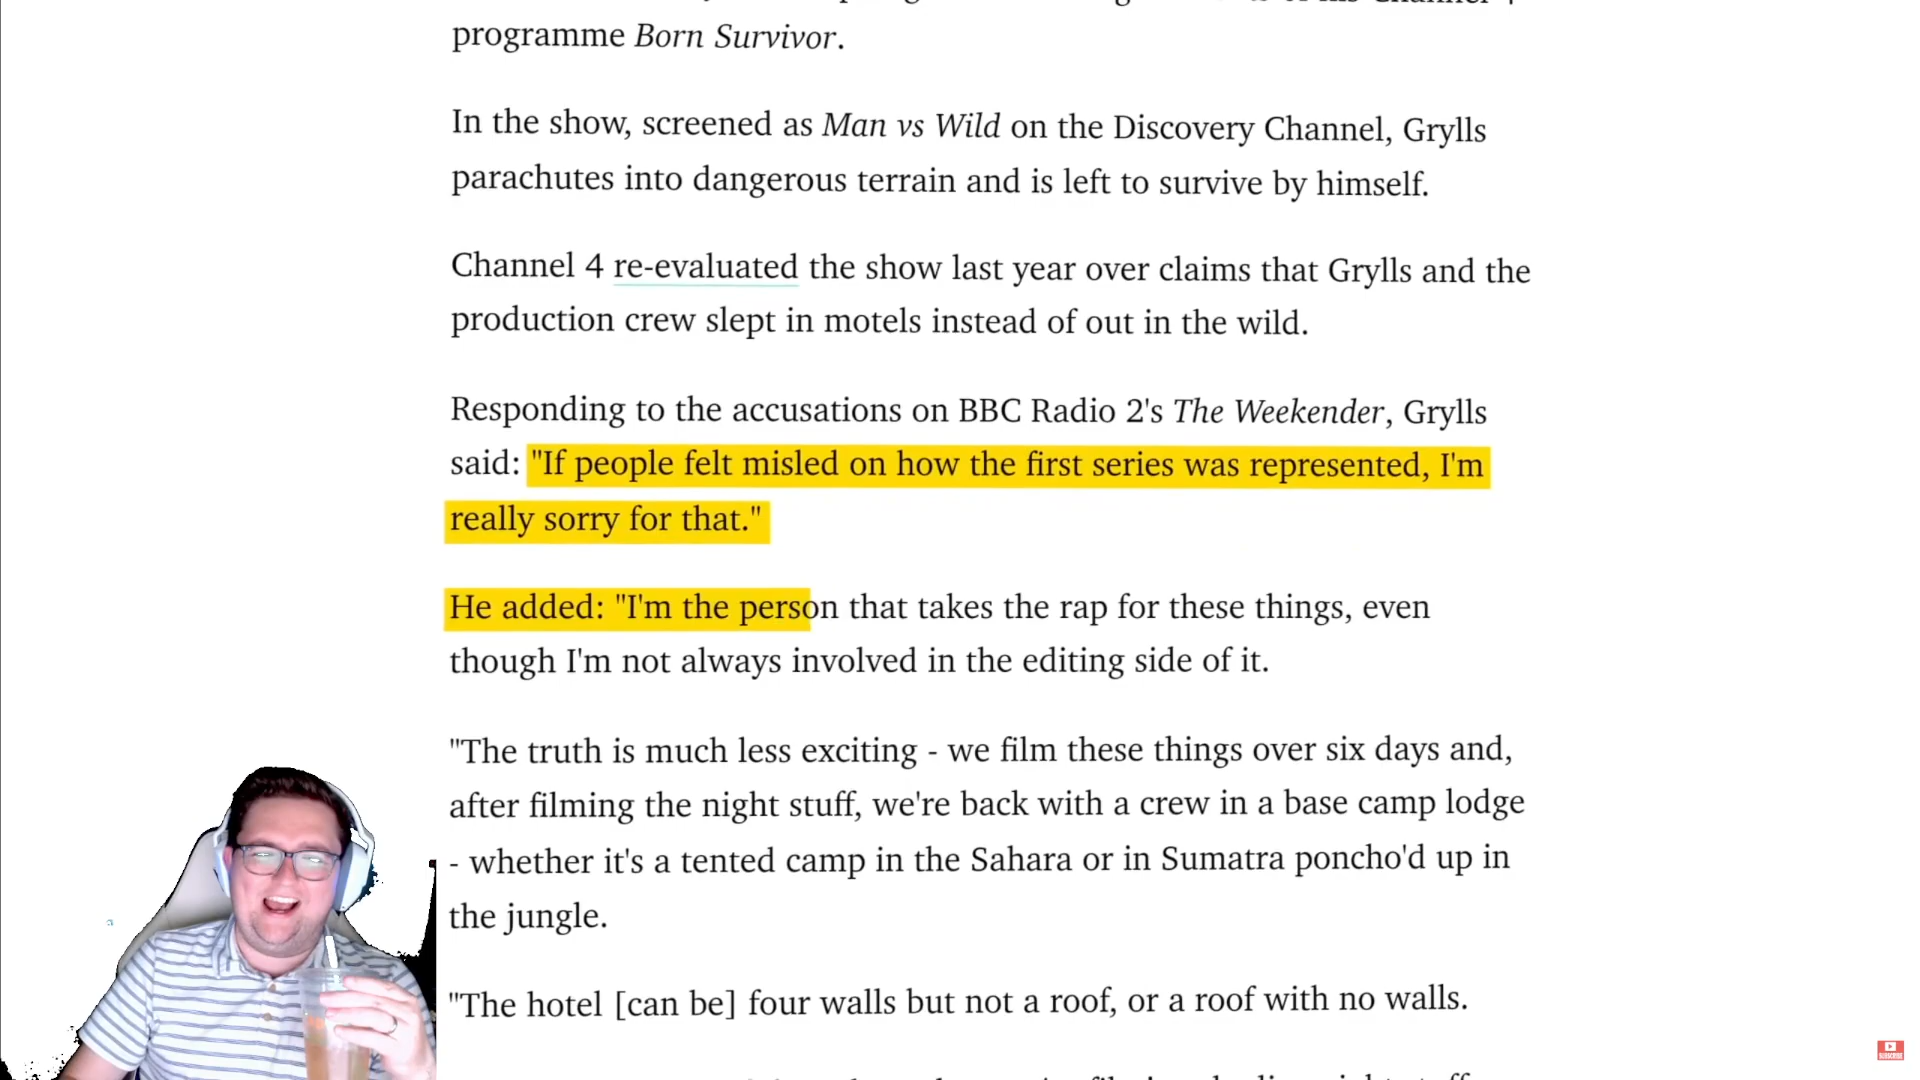 programme Born Survivor.
In the show, screened as Man vs Wild on the Discovery Channel, Grylls
parachutes into dangerous terrain and is left to survive by himself.
Channel 4 re-evaluated the show last year over claims that Grylls and the
production crew slept in motels instead of out in the wild.
Responding to the accusations on BBC Radio 2's The Weekender, Grylls
said: "If people felt misled on how the first series was represented, I'm
really sorry for that."
He added: "I'm the person that takes the rap for these things, even
though I'm not always involved in the editing side of it.
"The truth is much less exciting - we film these things over six days and,
after filming the night stuff, we're back with a crew in a base camp lodge
- whether it's a tented camp in the Sahara or in Sumatra poncho'd up in
the jungle.
"The hotel [can be] four walls but not a roof, or a roof with no walls.
SUBSCRIBE